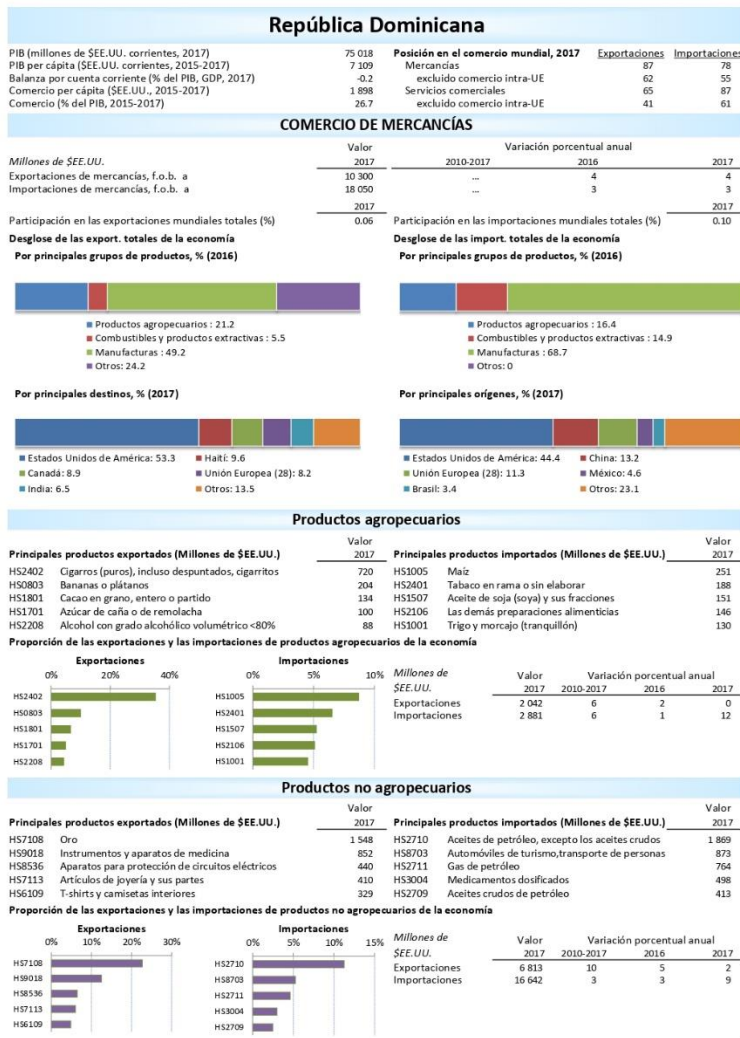 República Dominicana
PIB (millones de $EE.UU. corrientes, 2017) 75 018
PIB per cápita ($EE.UU. corrientes, 2015-2017) 7 109
Balanza por cuenta corriente (% del PIB, GDP, 2017) -0.2
Comercio per cápita ($EE.UU., 2015-2017) 1 898
Comercio (% del PIB, 2015-2017) 26.7
Posición en el comercio mundial, 2017 Exportaciones Importaciones
Mercancías 87 78
excluido comercio intra-UE 62 55
Servicios comerciales 65 87
excluido comercio intra-UE 41 61
COMERCIO DE MERCANCÍAS
Valor Variación porcentual anual
Millones de $EE.UU. 2017 2010-2017 2016 2017
Exportaciones de mercancías, f.o.b. a 10 300 ... 4 4
Importaciones de mercancías, f.o.b. a 18 050 ... 3 3
2017 2017
Participación en las exportaciones mundiales totales (%) 0.06 Participación en las importaciones mundiales totales (%) 0.10
Desglose de las export. totales de la economía
Por principales grupos de productos, % (2016)
Productos agropecuarios : 21.2
Combustibles y productos extractivas : 5.5
Manufacturas : 49.2
Otros: 24.2
Desglose de las import. totales de la economía
Por principales grupos de productos, % (2016)
Productos agropecuarios : 16.4
Combustibles y productos extractivas : 14.9
Manufacturas : 68.7
Otros: 0
Por principales destinos, % (2017)
Estados Unidos de América: 53.3 Haití: 9.6
Canadá: 8.9 Unión Europea (28): 8.2
India: 6.5 Otros: 13.5
Por principales orígenes, % (2017)
Estados Unidos de América: 44.4 China: 13.2
Unión Europea (28): 11.3 México: 4.6
Brasil: 3.4 Otros: 23.1
Productos agropecuarios
Valor
Principales productos exportados (Millones de $EE.UU.) 2017
HS2402 Cigarros (puros), incluso despuntados, cigarritos 720
HS0803 Bananas o plátanos 204
HS1801 Cacao en grano, entero o partido 134
HS1701 Azúcar de caña o de remolacha 100
HS2208 Alcohol con grado alcohólico volumétrico <80% 88
Valor
Principales productos importados (Millones de $EE.UU.) 2017
HS1005 Maíz 251
HS2401 Tabaco en rama o sin elaborar 188
HS1507 Aceite de soja (soya) y sus fracciones 151
HS2106 Las demás preparaciones alimenticias 146
HS1001 Trigo y morcajo (tranquillón) 130
Proporción de las exportaciones y las importaciones de productos agropecuarios de la economía
Exportaciones
0% 20% 40%
HS2402
HS0803
HS1801
HS1701
HS2208
Importaciones
0% 5% 10%
HS1005
HS2401
HS1507
HS2106
HS1001
Millones de Valor Variación porcentual anual
$EE.UU. 2017 2010-2017 2016 2017
Exportaciones 2 042 6 2 0
Importaciones 2 881 6 1 12
Productos no agropecuarios
Valor
Principales productos exportados (Millones de $EE.UU.) 2017
HS7108 Oro 1 548
HS9018 Instrumentos y aparatos de medicina 852
HS8536 Aparatos para protección de circuitos eléctricos 440
HS7113 Artículos de joyería y sus partes 410
HS6109 T-shirts y camisetas interiores 329
Valor
Principales productos importados (Millones de $EE.UU.) 2017
HS2710 Aceites de petróleo, excepto los aceites crudos 1 869
HS8703 Automóviles de turismo,transporte de personas 873
HS2711 Gas de petróleo 764
HS3004 Medicamentos dosificados 498
HS2709 Aceites crudos de petróleo 413
Proporción de las exportaciones y las importaciones de productos no agropecuarios de la economía
Exportaciones
0% 10% 20% 30%
HS7108
HS9018
HS8536
HS7113
HS6109
Importaciones
0% 5% 10% 15%
HS2710
HS8703
HS2711
HS3004
HS2709
Millones de Valor Variación porcentual anual
$EE.UU. 2017 2010-2017 2016 2017
Exportaciones 6 813 10 5 2
Importaciones 16 642 3 3 9